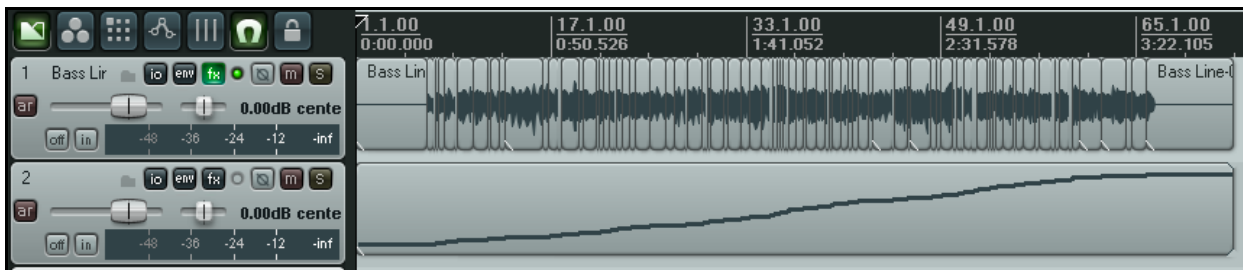 1.1.00 17.1.00 33.1.00 49.1.00 65.1.00
0:00.000 0:50.526 1:41.052 2:31.578 3:22.105
1 Bass Lir io env fx m S
Bass Lin Bass Line-0
ar 0.00dB cente
off in -48 -36 -24 -12 -inf
2 io env fx m S
ar 0.00dB cente
off in -48 -36 -24 -12 -inf